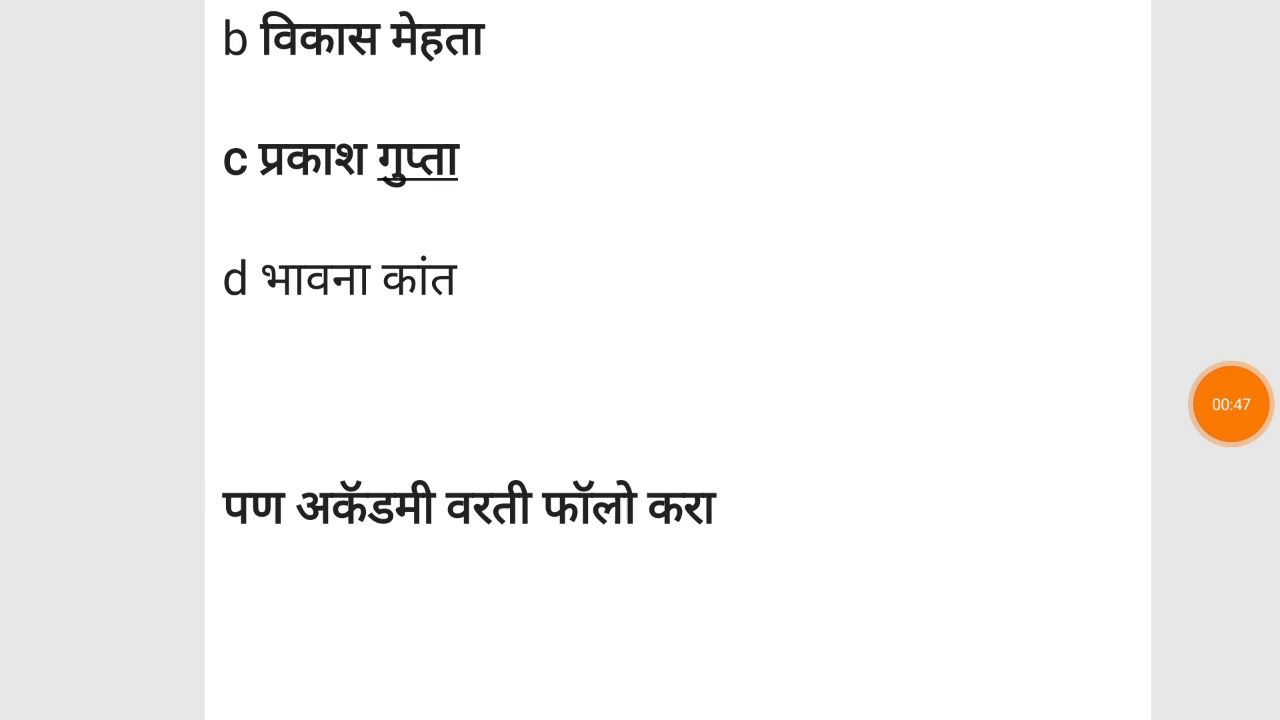 b विकास मेहता
c प्रकाश गुप्ता
d भावना कांत
00:47
पण अकॅडमी वरती फॉलो करा